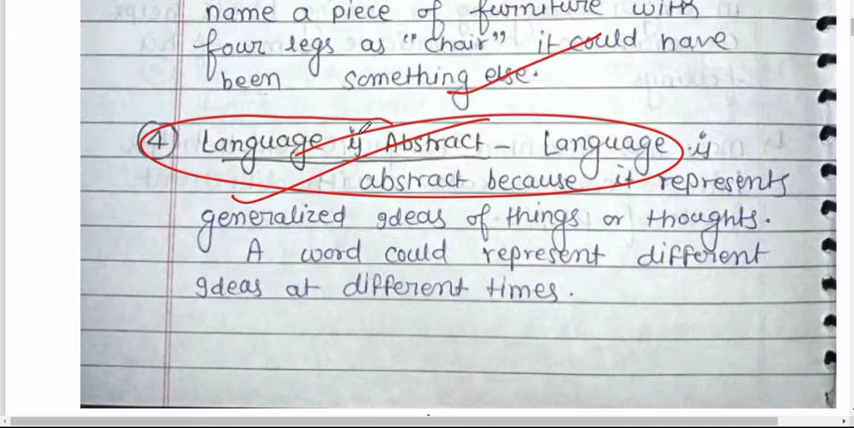 name a piece of furniture with
four legs as "chair" it could have
been something else.
④ Language is Abstract - Language is
abstract because it represents
generalized ideas of things or thoughts.
A word could represent different
ideas at different times.